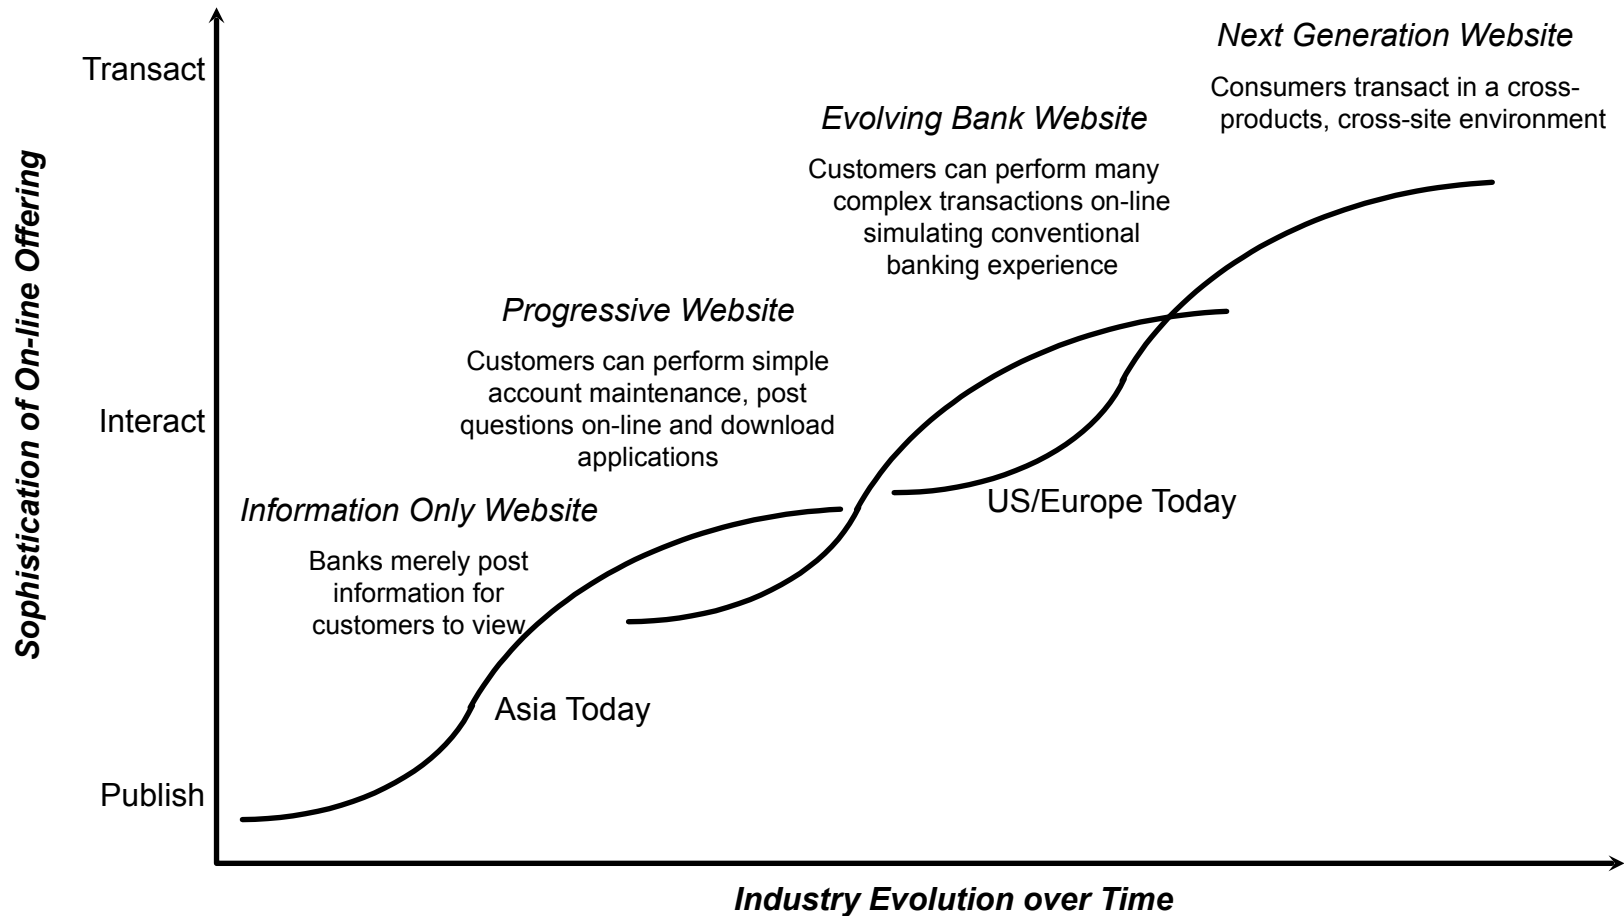 Next Generation Website
Consumers transact in a cross-
products, cross-site environment
Transact
Evolving Bank Website
Customers can perform many
complex transactions on-line
simulating conventional
banking experience
Progressive Website
Customers can perform simple
account maintenance, post
questions on-line and download
applications
Interact
US/Europe Today
Information Only Website
Banks merely post
information for
customers to view
Asia Today
Publish
Sophistication of On-line Offering
Industry Evolution over Time